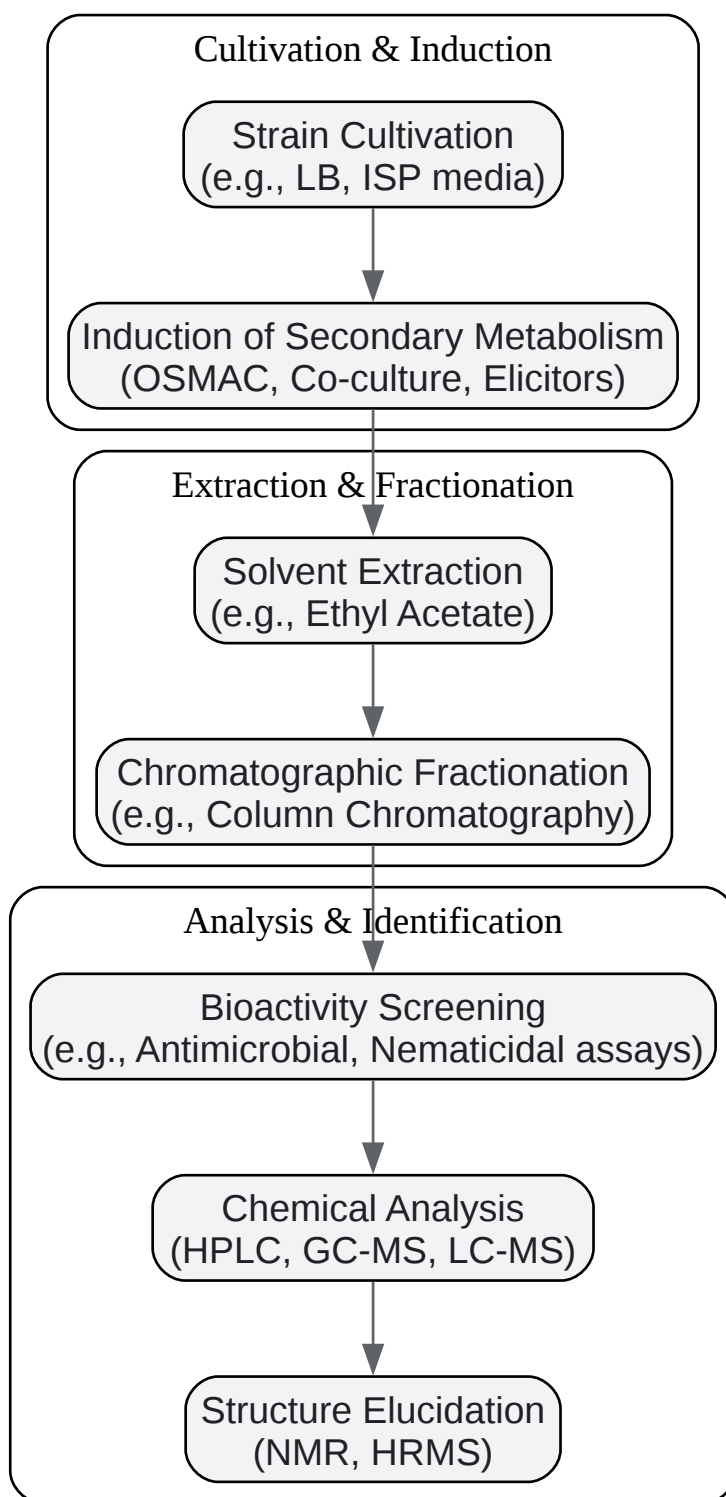 Cultivation & Induction
Strain Cultivation
(e.g., LB, ISP media)
Induction of Secondary Metabolism
(OSMAC, Co-culture, Elicitors)
Extraction & Fractionation
Solvent Extraction
(e.g., Ethyl Acetate)
Chromatographic Fractionation
(e.g., Column Chromatography)
Analysis & Identification
Bioactivity Screening
(e.g., Antimicrobial, Nematicidal assays)
Chemical Analysis
(HPLC, GC-MS, LC-MS)
Structure Elucidation
(NMR, HRMS)